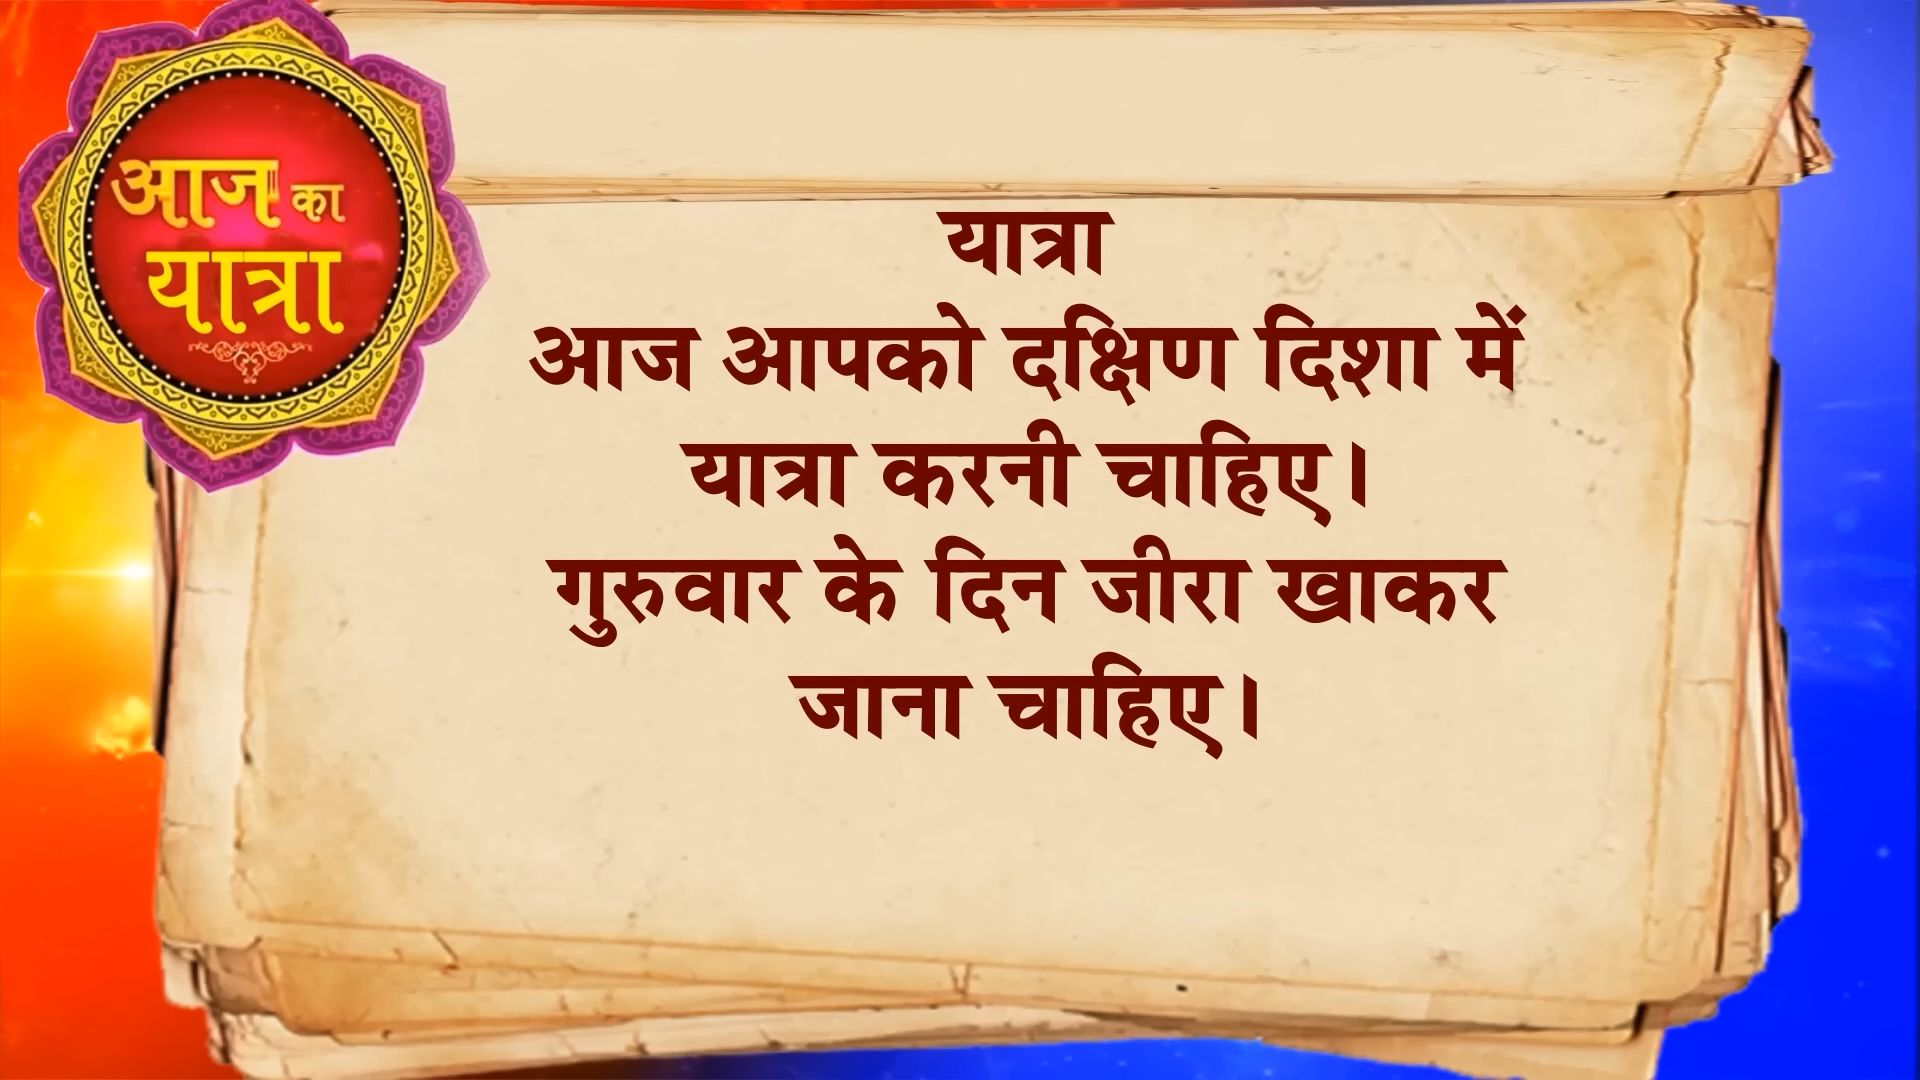 आज का
यात्रा
यात्रा
आज आपको दक्षिण दिशा में
यात्रा करनी चाहिए।
गुरुवार के दिन जीरा खाकर
जाना चाहिए।